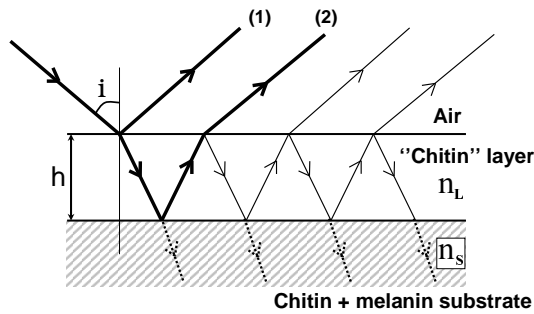 (1)
(2)
i
Air
h
"Chitin" layer
n_L
n_S
Chitin + melanin substrate